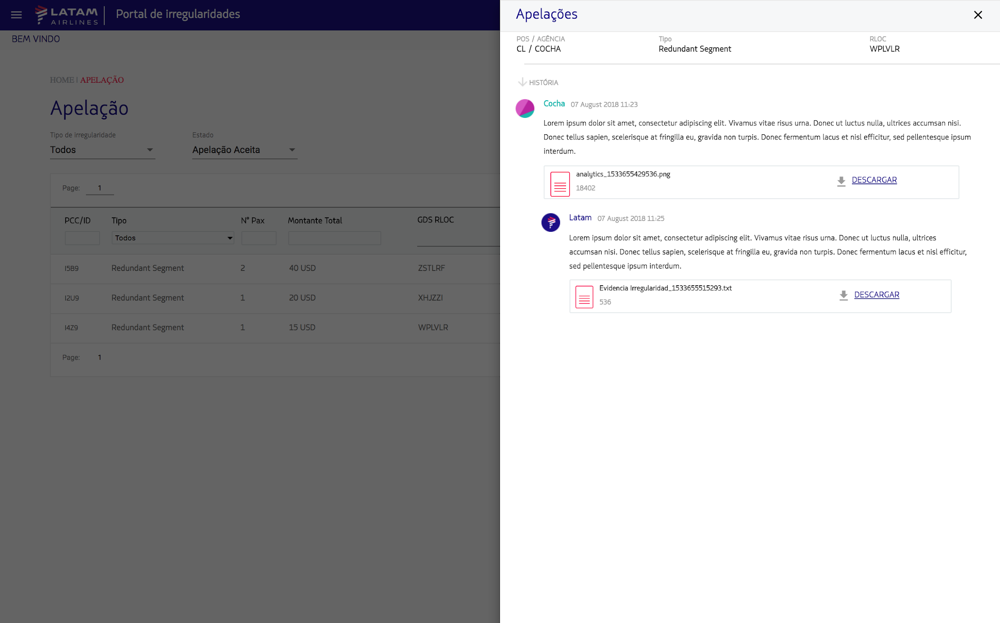 LATAM
AIRLINES
Portal de irregularidades
BEM VINDO
HOME | APELAÇÃO
Apelação
Tipo de irregularidade
Estado
Todos
Apelação Aceita
Page: 1
PCC/ID Tipo N° Pax Montante Total GDS RLOC
Todos
I5B9 Redundant Segment 2 40 USD ZSTLRF
I2U9 Redundant Segment 1 20 USD XHJZZI
I4Z9 Redundant Segment 1 15 USD WPLVLR
Page: 1
Apelações
POS / AGÊNCIA Tipo RLOC
CL / COCHA Redundant Segment WPLVLR
HISTÓRIA
Cocha 07 August 2018 11:23
Lorem ipsum dolor sit amet, consectetur adipiscing elit. Vivamus vitae risus urna. Donec ut luctus nulla, ultrices accumsan nisi.
Donec tellus sapien, scelerisque at fringilla eu, gravida non turpis. Donec fermentum lacus et nisl efficitur, sed pellentesque ipsum
interdum.
analytics_1533655429536.png
18402
DESCARGAR
Latam 07 August 2018 11:25
Lorem ipsum dolor sit amet, consectetur adipiscing elit. Vivamus vitae risus urna. Donec ut luctus nulla, ultrices
accumsan nisi. Donec tellus sapien, scelerisque at fringilla eu, gravida non turpis. Donec fermentum lacus et nisl efficitur,
sed pellentesque ipsum interdum.
Evidencia Irregularidad_1533655515293.txt
536
DESCARGAR